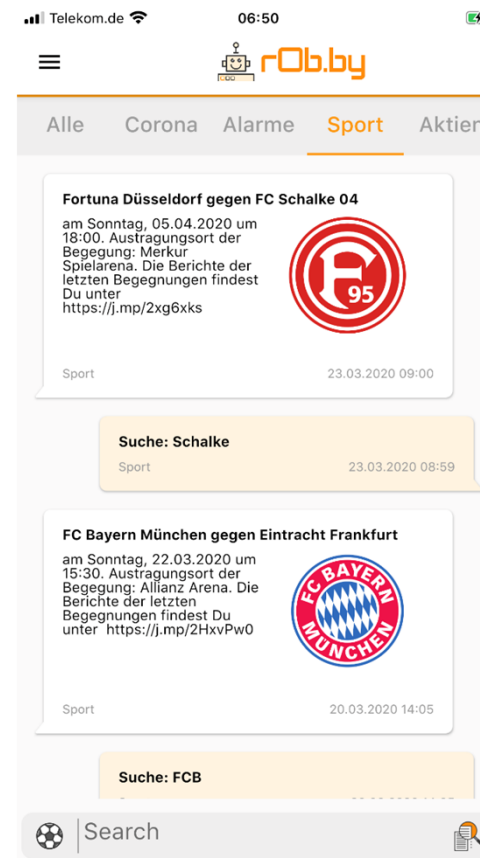 Telekom.de 06:50
rOb.by
Alle Corona Alarme Sport Aktien
Fortuna Düsseldorf gegen FC Schalke 04
am Sonntag, 05.04.2020 um
18:00. Austragungsort der
Begegung: Merkur
Spielarena. Die Berichte der
letzten Begegnungen findest
Du unter
https://j.mp/2xg6xks
F
95
Sport 23.03.2020 09:00
Suche: Schalke
Sport 23.03.2020 08:59
FC Bayern München gegen Eintracht Frankfurt
am Sonntag, 22.03.2020 um
15:30. Austragungsort der
Begegung: Allianz Arena. Die
Berichte der letzten
Begegnungen findest Du
unter https://j.mp/2HxvPw0
FC BAYERN
MÜNCHEN
Sport 20.03.2020 14:05
Suche: FCB
Search